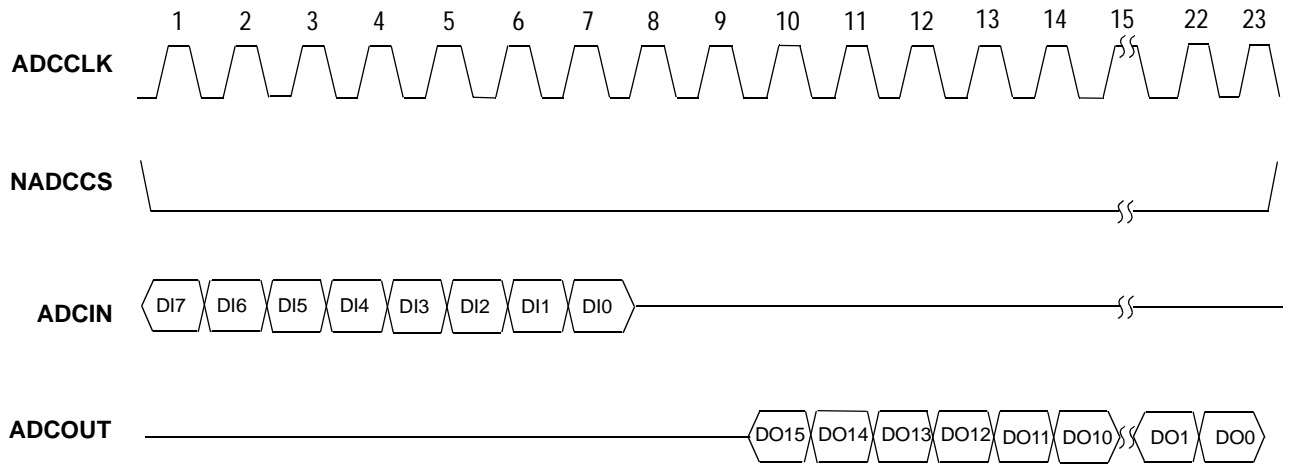 1 2 3 4 5 6 7 8 9 10 11 12 13 14 15 22 23
ADCCLK
NADCCS
ADCIN DI7 DI6 DI5 DI4 DI3 DI2 DI1 DI0
ADCOUT DO15 DO14 DO13 DO12 DO11 DO10 DO1 DO0